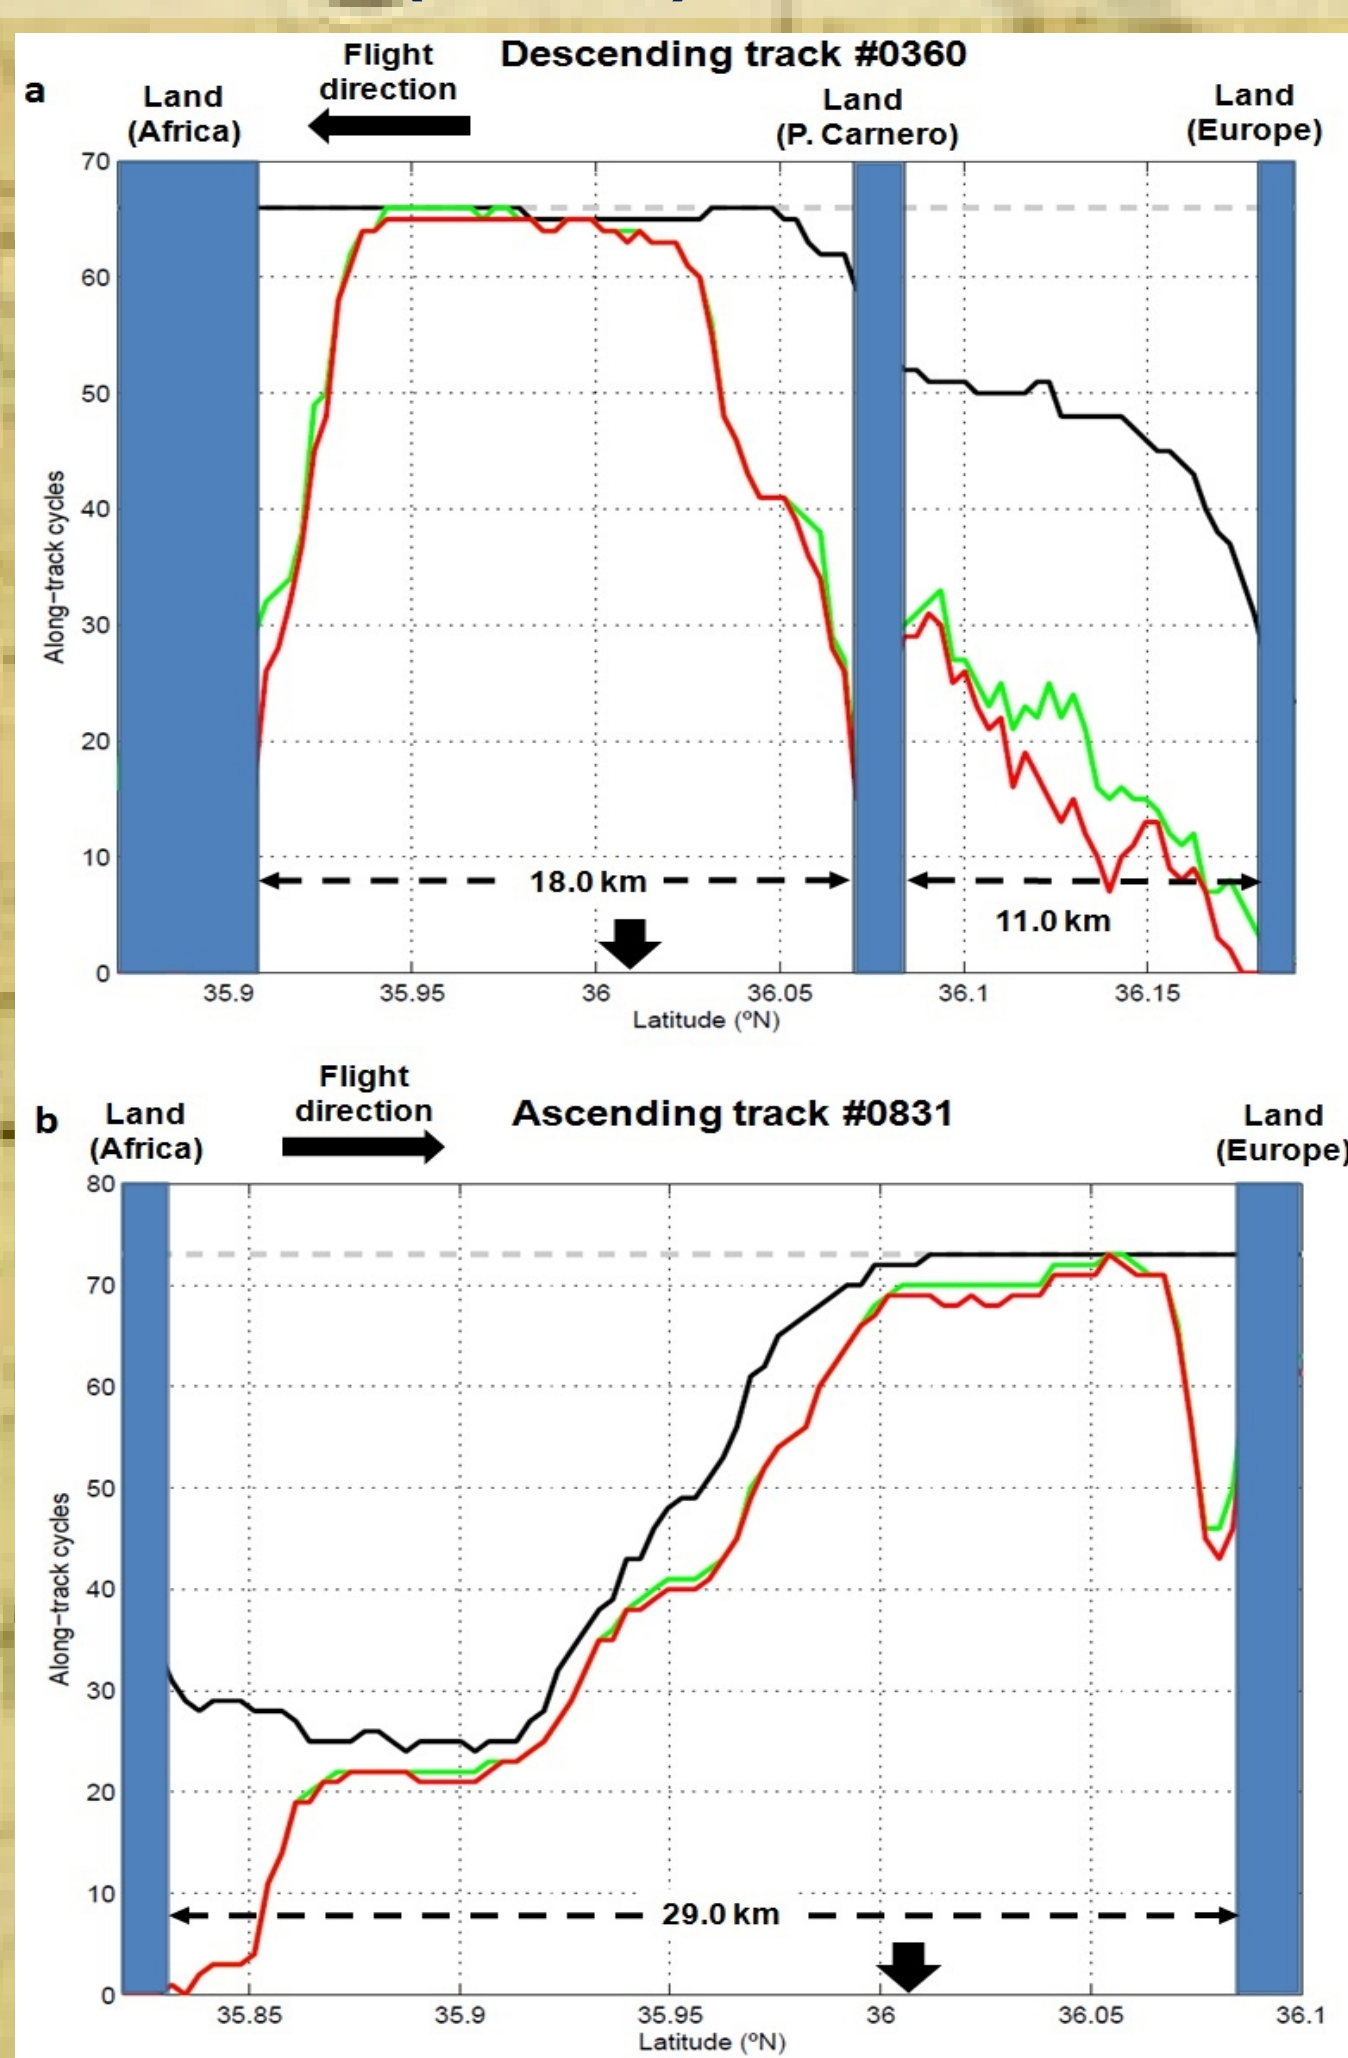 Descending track #0360
a
Flight
direction
Land
(Africa)
Land
(P. Carnero)
Land
(Europe)
70
60
50
40
30
20
10
0
Along-track cycles
18.0 km
11.0 km
35.9
35.95
36
36.05
36.1
36.15
Latitude (ºN)
b
Flight
direction
Ascending track #0831
Land
(Africa)
Land
(Europe)
80
70
60
50
40
30
20
10
0
Along-track cycles
29.0 km
35.85
35.9
35.95
36
36.05
36.1
Latitude (ºN)